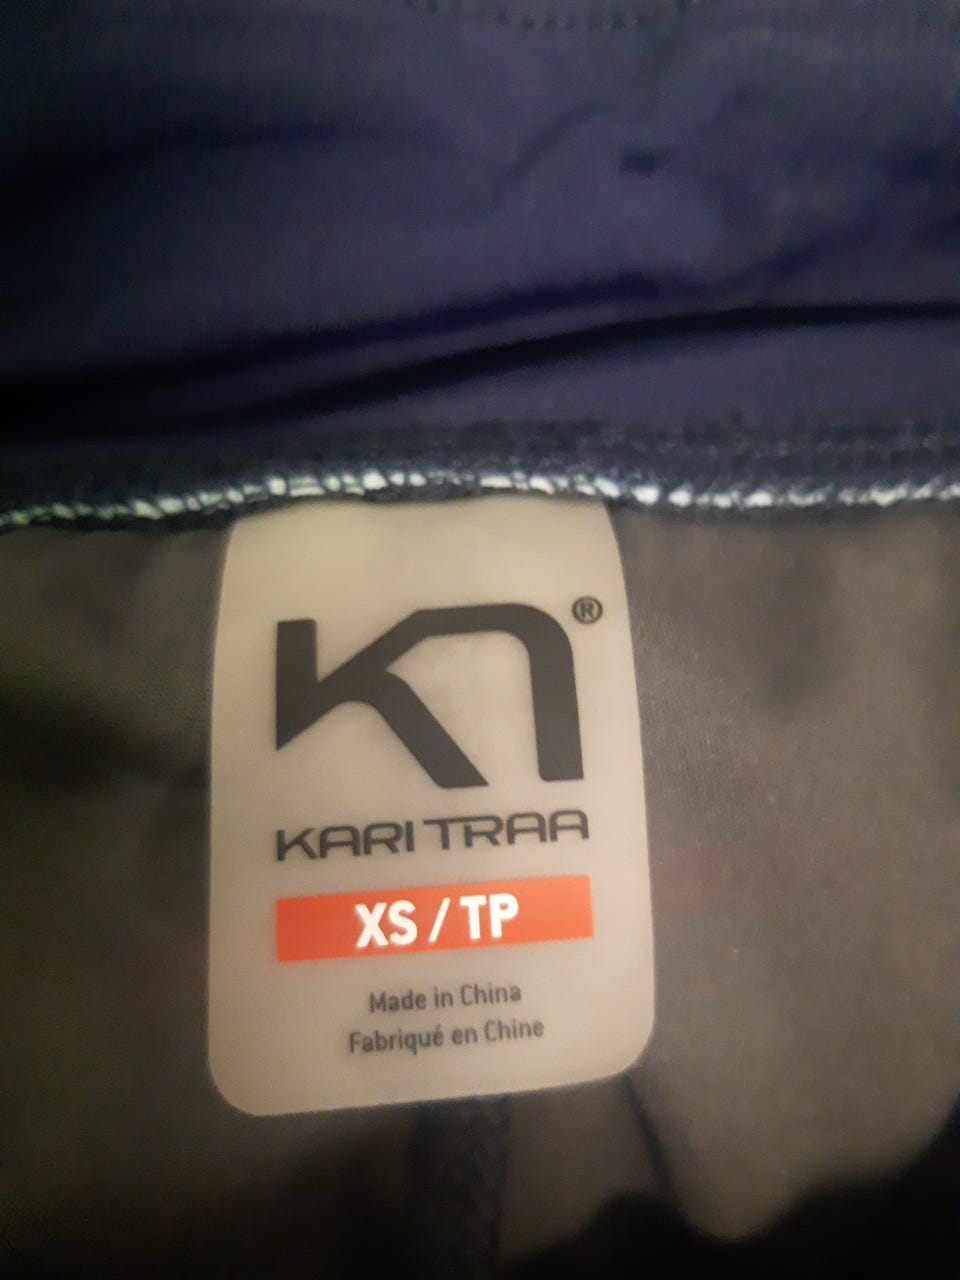 ®
KARI TRAA
XS / TP
Made in China
Fabriqué en Chine